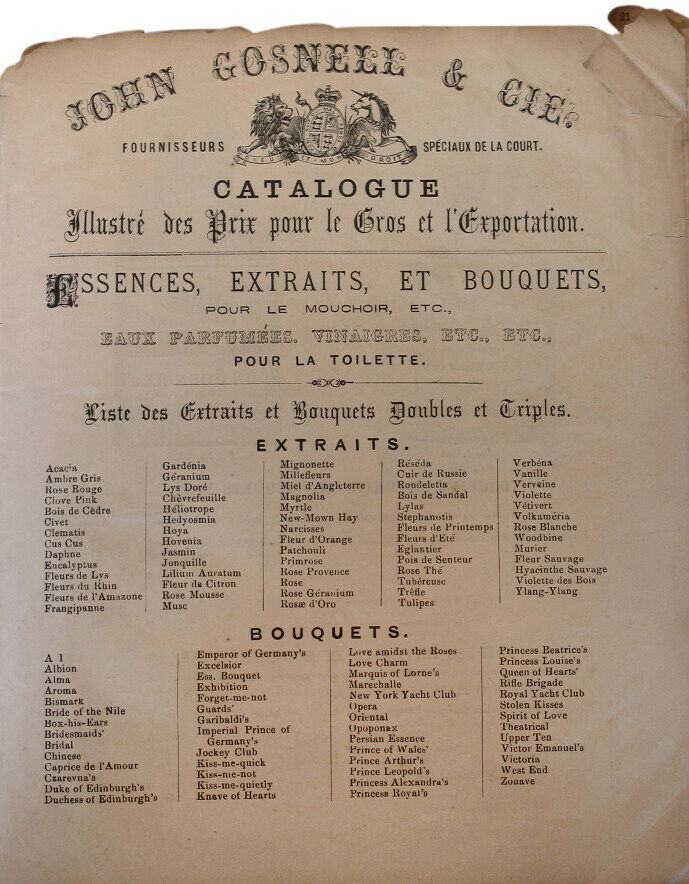 21
JOHN GOSNELL & CIE.
FOURNISSEURS SPÉCIAUX DE LA COURT.
DIEU ET MON DROIT
CATALOGUE
Illustré des Prix pour le Gros et l'Exportation.
ESSENCES, EXTRAITS, ET BOUQUETS,
POUR LE MOUCHOIR, ETC.,
EAUX PARFUMÉES, VINAIGRES, ETC., ETC.,
POUR LA TOILETTE.
Liste des Extraits et Bouquets Doubles et Triples.
EXTRAITS.
Acacia
Ambre Gris
Rose Rouge
Clove Pink
Bois de Cèdre
Civet
Clematis
Cus Cus
Daphne
Eucalyptus
Fleurs de Lys
Fleurs du Rhin
Fleurs de l'Amazone
Frangipanne
Gardénia
Géranium
Lys Doré
Chèvrefeuille
Héliotrope
Hedyosmia
Hoya
Hovenia
Jasmin
Jonquille
Lilium Auratum
Fleur de Citron
Rose Mousse
Musc
Mignonette
Millefleurs
Miel d'Angleterre
Magnolia
Myrtle
New-Mown Hay
Narcisses
Fleur d'Orange
Patchouli
Primrose
Rose Provence
Rose
Rose Géranium
Rosæ d'Oro
Réséda
Cuir de Russie
Rondeletia
Bois de Sandal
Lylas
Stephanotis
Fleurs de Printemps
Fleurs d'Eté
Eglantier
Pois de Senteur
Rose Thé
Tubéreuse
Trèfle
Tulipes
Verbéna
Vanille
Verveine
Violette
Vétivert
Volkaméria
Rose Blanche
Woodbine
Murier
Fleur Sauvage
Hyacinthe Sauvage
Violette des Bois
Ylang-Ylang
BOUQUETS.
A 1
Albion
Alma
Aroma
Bismark
Bride of the Nile
Box-his-Ears
Bridesmaids'
Bridal
Chinese
Caprice de l'Amour
Czarevna's
Duke of Edinburgh's
Duchess of Edinburgh's
Emperor of Germany's
Excelsior
Ess. Bouquet
Exhibition
Forget-me-not
Guards'
Garibaldi's
Imperial Prince of
Germany's
Jockey Club
Kiss-me-quick
Kiss-me-not
Kiss-me-quietly
Knave of Hearts
Love amidst the Roses
Love Charm
Marquis of Lorne's
Marechalle
New York Yacht Club
Opera
Oriental
Opoponax
Persian Essence
Prince of Wales'
Prince Arthur's
Prince Leopold's
Princess Alexandra's
Princess Royal's
Princess Beatrice's
Princess Louise's
Queen of Hearts'
Rifle Brigade
Royal Yacht Club
Stolen Kisses
Spirit of Love
Theatrical
Upper Ten
Victor Emanuel's
Victoria
West End
Zouave